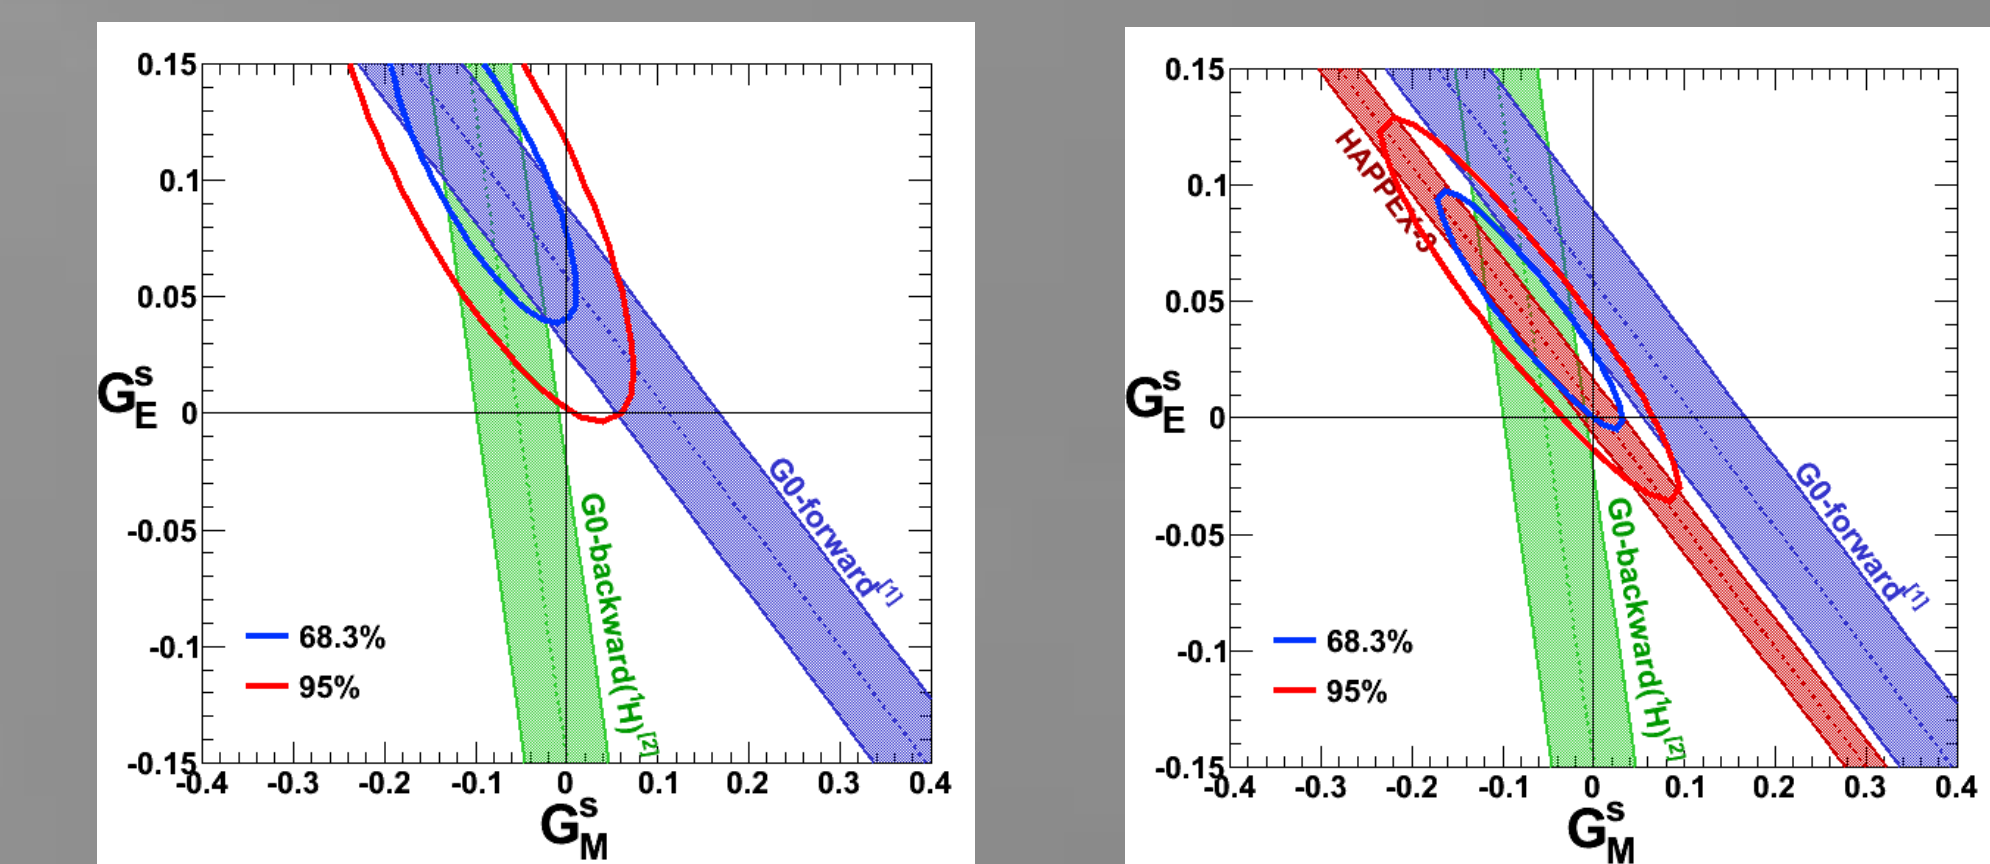 0.15
0.1
0.05
G^s_E 0
-0.05
-0.1
-0.15
-0.4 -0.3 -0.2 -0.1 0 0.1 0.2 0.3 0.4
G^s_M
G0-forward[1]
G0-backward(¹H)[2]
68.3%
95%
0.15
0.1
0.05
G^s_E 0
-0.05
-0.1
-0.15
-0.4 -0.3 -0.2 -0.1 0 0.1 0.2 0.3 0.4
G^s_M
HAPPEX-3
G0-forward[1]
G0-backward(¹H)[2]
68.3%
95%